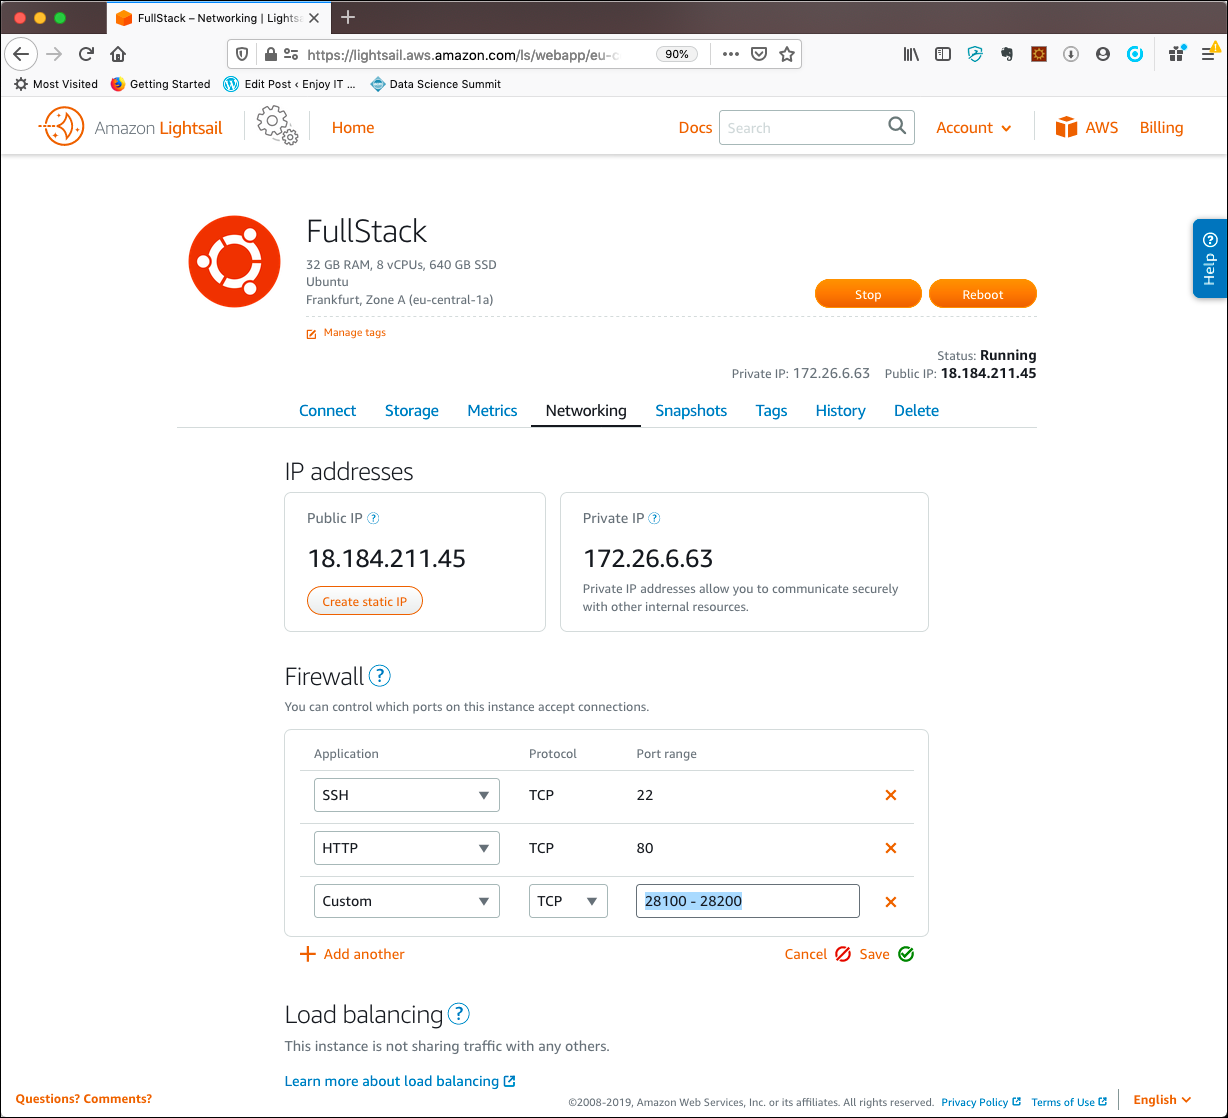 FullStack – Networking | Lights
https://lightsail.aws.amazon.com/ls/webapp/eu-c
90%
Most Visited
Getting Started
Edit Post ‹ Enjoy IT ...
Data Science Summit
Amazon Lightsail
Home
Docs
Search
Account
AWS
Billing
FullStack
32 GB RAM, 8 vCPUs, 640 GB SSD
Ubuntu
Frankfurt, Zone A (eu-central-1a)
Stop
Reboot
Manage tags
Help ?
Status: Running
Private IP: 172.26.6.63 Public IP: 18.184.211.45
Connect Storage Metrics Networking Snapshots Tags History Delete
IP addresses
Public IP ?
18.184.211.45
Create static IP
Private IP ?
172.26.6.63
Private IP addresses allow you to communicate securely
with other internal resources.
Firewall ?
You can control which ports on this instance accept connections.
Application Protocol Port range
SSH TCP 22
HTTP TCP 80
Custom TCP 28100 - 28200
Add another
Cancel Save
Load balancing ?
This instance is not sharing traffic with any others.
Learn more about load balancing
Questions? Comments?
©2008-2019, Amazon Web Services, Inc. or its affiliates. All rights reserved. Privacy Policy Terms of Use
English